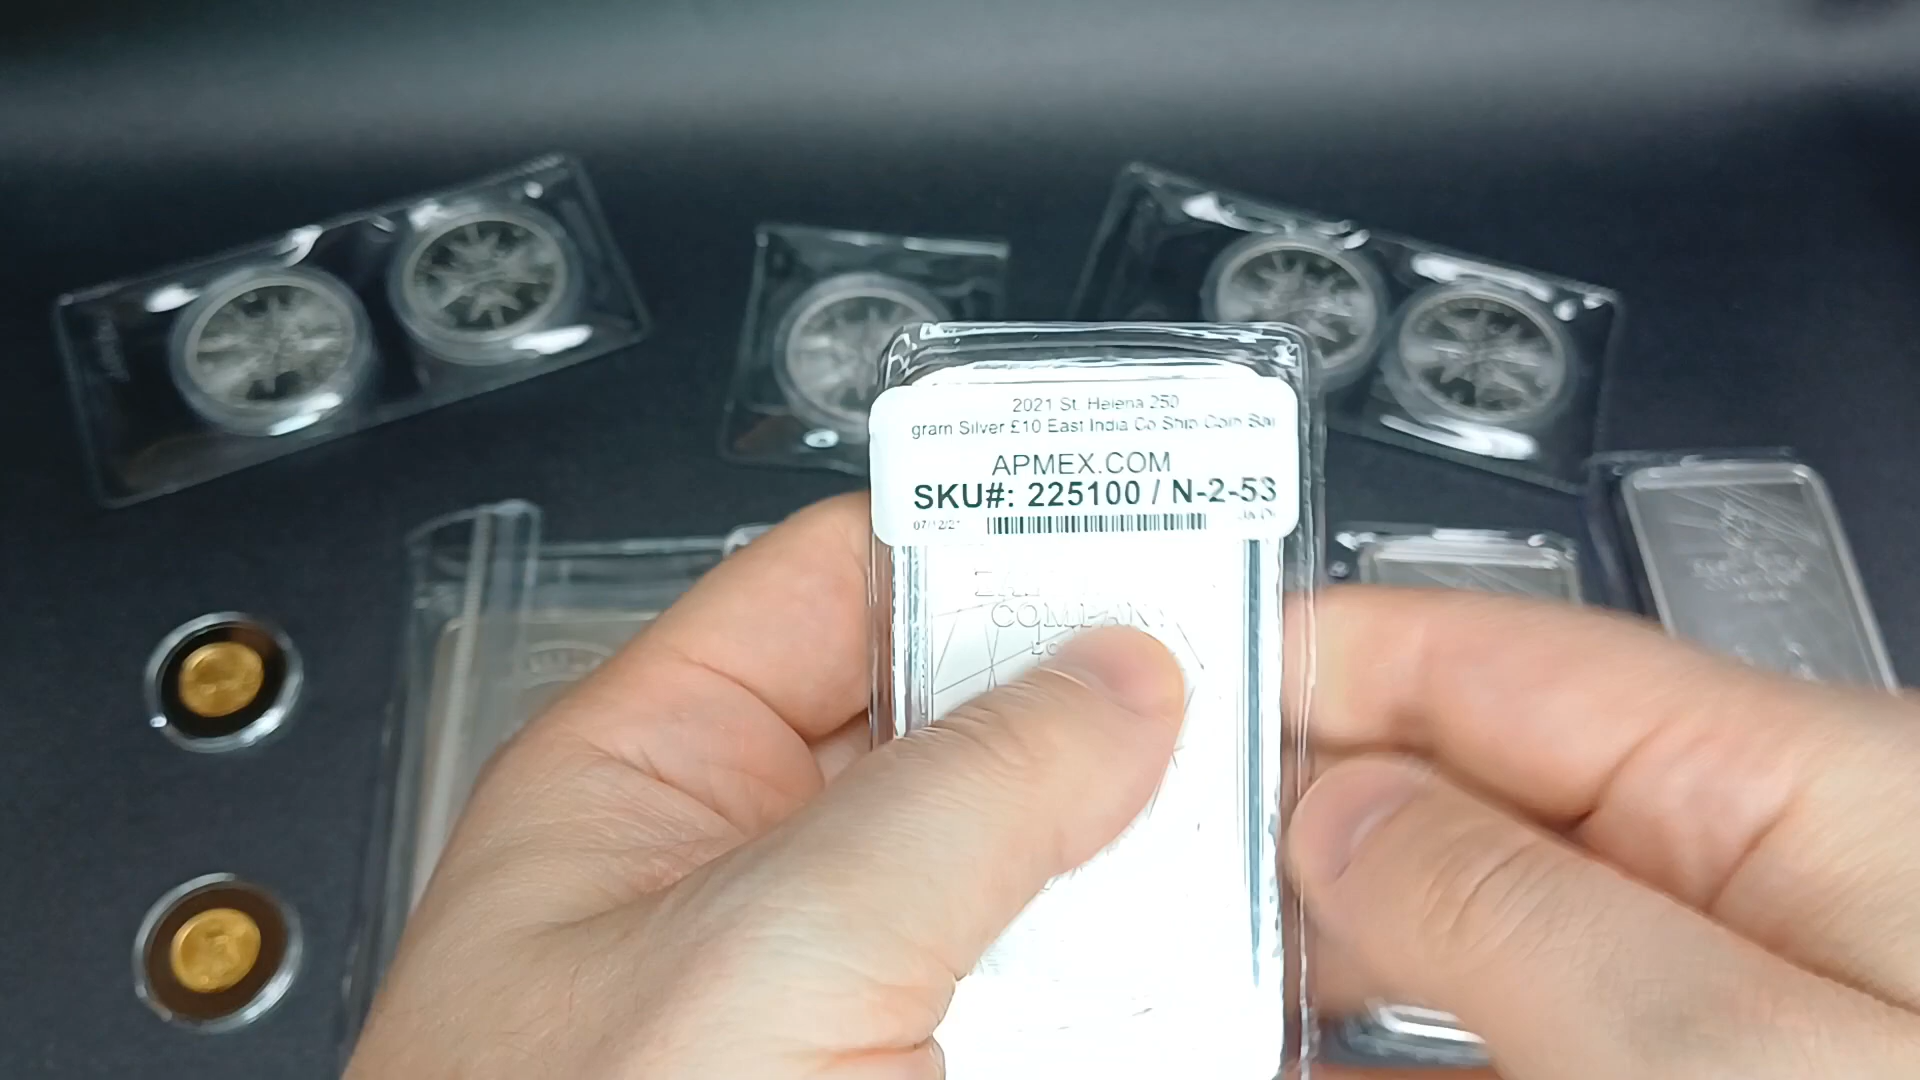 2021 St. Helena 250
gram Silver £10 East India Co Ship Coin Bar
APMEX.COM
SKU#: 225100 / N-2-53
07/12/21
COMPANY